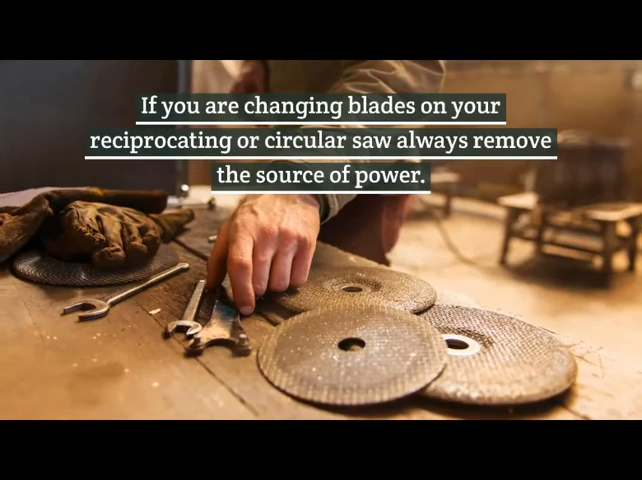 If you are changing blades on your
reciprocating or circular saw always remove
the source of power.